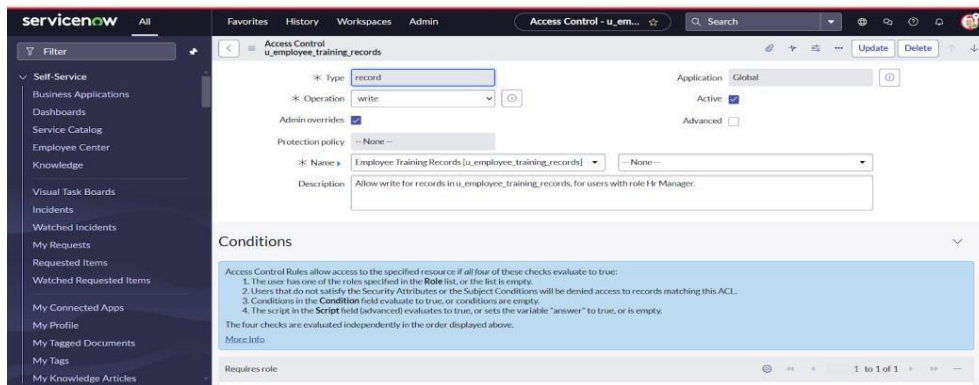 servicenow All Favorites History Workspaces Admin Access Control - u_em... Search
Filter
Self-Service
Business Applications
Dashboards
Service Catalog
Employee Center
Knowledge
Visual Task Boards
Incidents
Watched Incidents
My Requests
Requested Items
Watched Requested Items
My Connected Apps
My Profile
My Tagged Documents
My Tags
My Knowledge Articles
Access Control
u_employee_training_records
Update Delete
Type record Application Global
Operation write Active
Admin overrides Advanced
Protection policy -- None --
Name Employee Training Records [u_employee_training_records] -- None --
Description Allow write for records in u_employee_training_records, for users with role Hr Manager.
Conditions
Access Control Rules allow access to the specified resource if all four of these checks evaluate to true:
1. The user has one of the roles specified in the Role list, or the list is empty.
2. Users that do not satisfy the Security Attributes or the Subject Conditions will be denied access to records matching this ACL.
3. Conditions in the Condition field evaluate to true, or conditions are empty.
4. The script in the Script field (advanced) evaluates to true, or sets the variable "answer" to true, or is empty.
The four checks are evaluated independently in the order displayed above.
More Info
Requires role 1 to 1 of 1